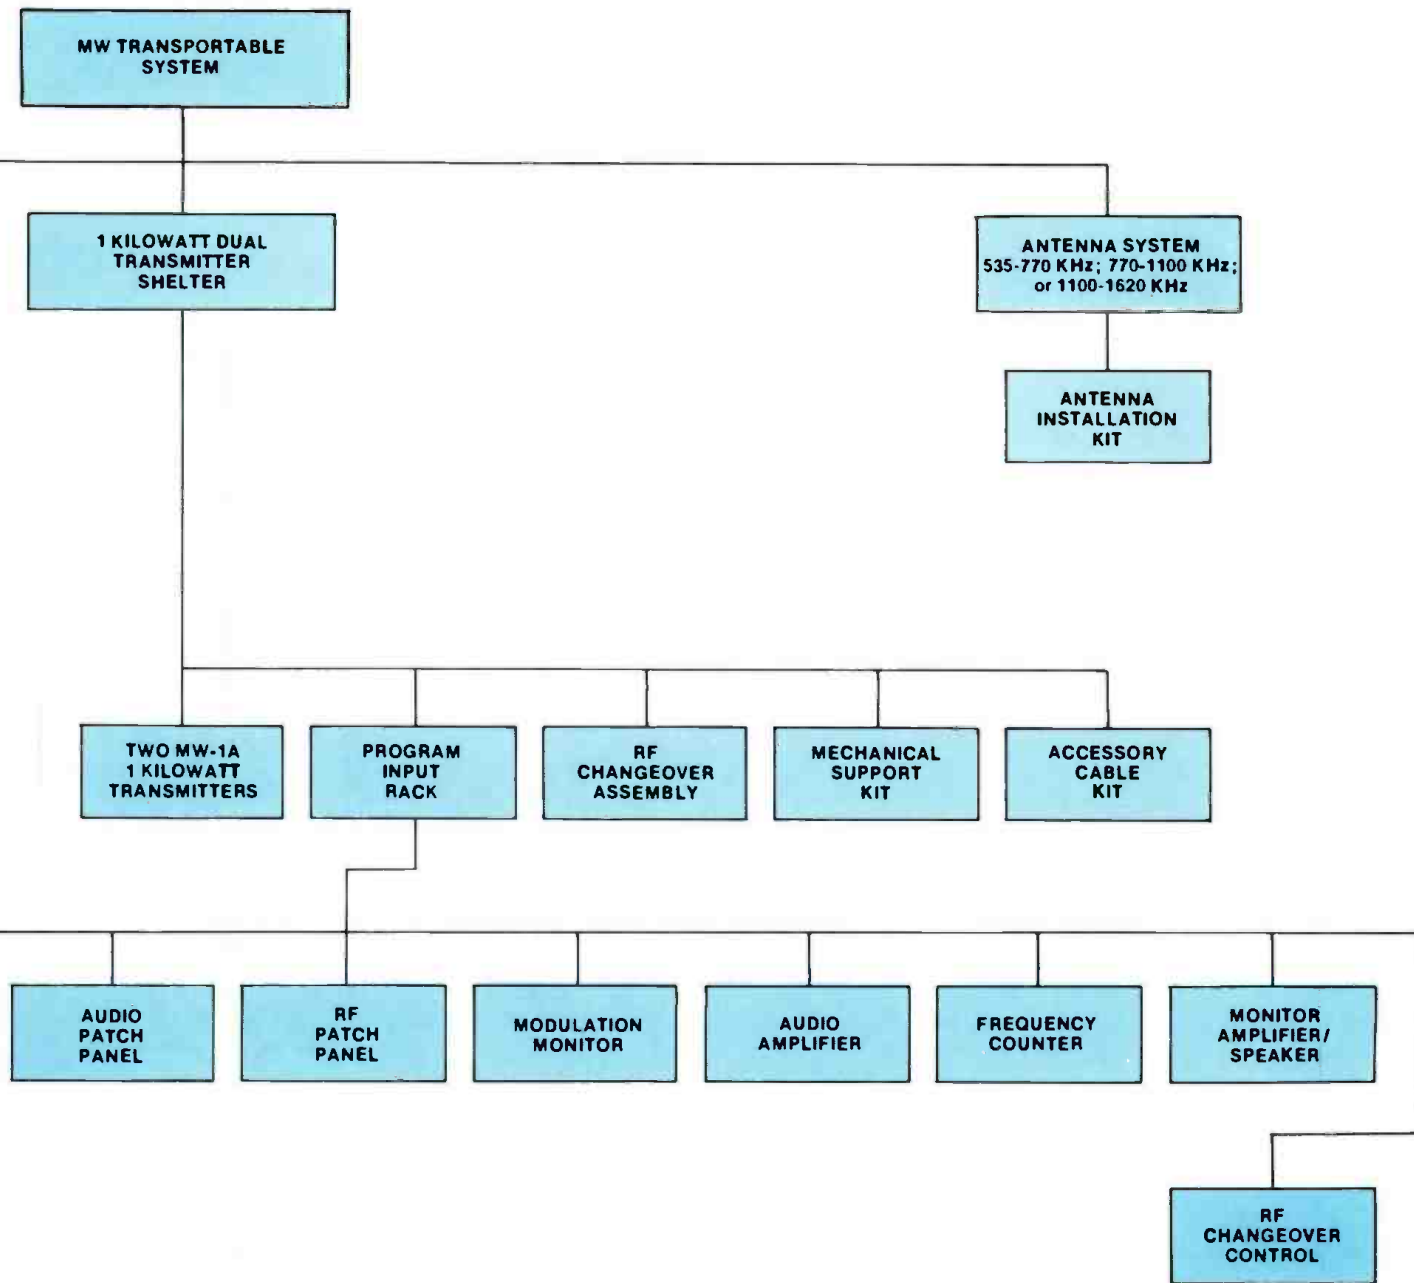 MW TRANSPORTABLE
SYSTEM
1 KILOWATT DUAL
TRANSMITTER
SHELTER
ANTENNA SYSTEM
535-770 KHz; 770-1100 KHz;
or 1100-1620 KHz
ANTENNA
INSTALLATION
KIT
TWO MW-1A
1 KILOWATT
TRANSMITTERS
PROGRAM
INPUT
RACK
RF
CHANGEOVER
ASSEMBLY
MECHANICAL
SUPPORT
KIT
ACCESSORY
CABLE
KIT
AUDIO
PATCH
PANEL
RF
PATCH
PANEL
MODULATION
MONITOR
AUDIO
AMPLIFIER
FREQUENCY
COUNTER
MONITOR
AMPLIFIER/
SPEAKER
RF
CHANGEOVER
CONTROL